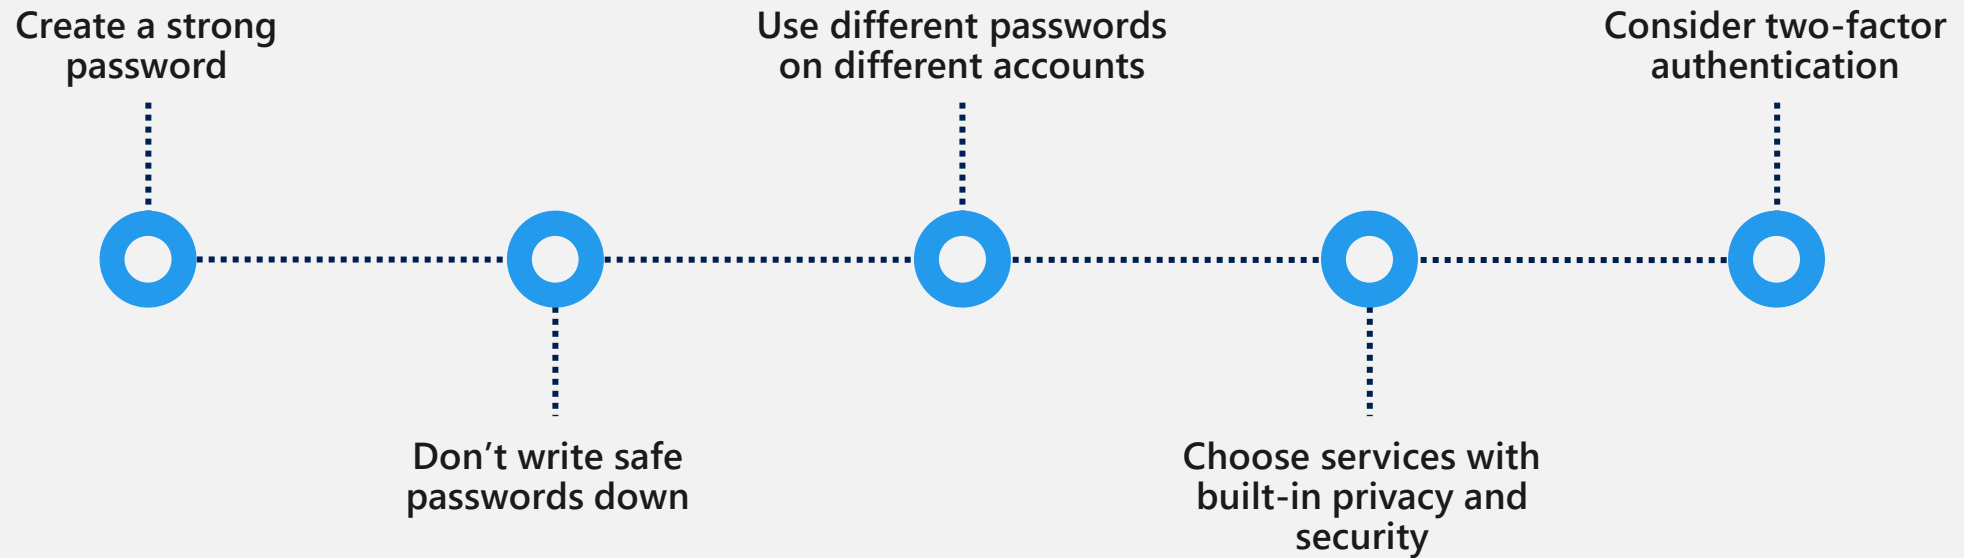 Create a strong
password
Don’t write safe
passwords down
Use different passwords
on different accounts
Choose services with
built-in privacy and
security
Consider two-factor
authentication